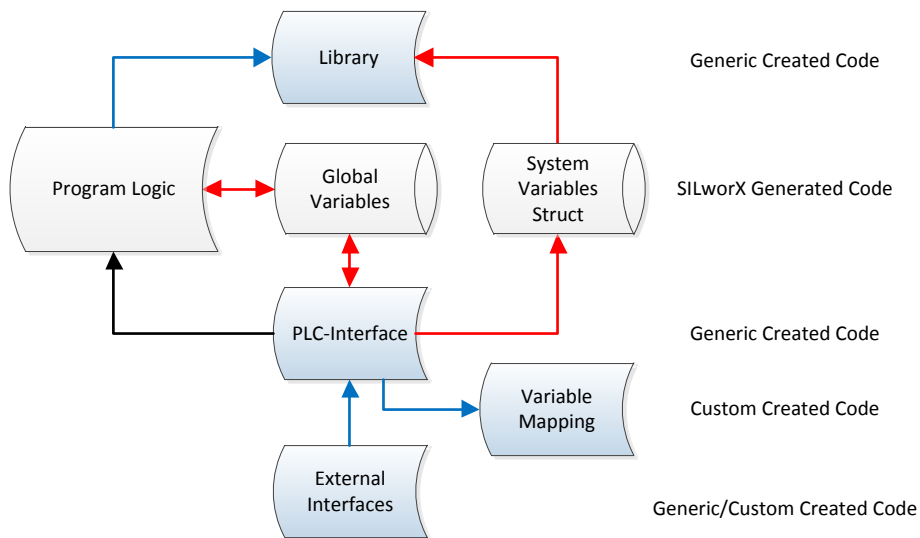 Library
Generic Created Code
Program Logic
Global
Variables
System
Variables
Struct
SILworX Generated Code
PLC-Interface
Generic Created Code
Variable
Mapping
Custom Created Code
External
Interfaces
Generic/Custom Created Code